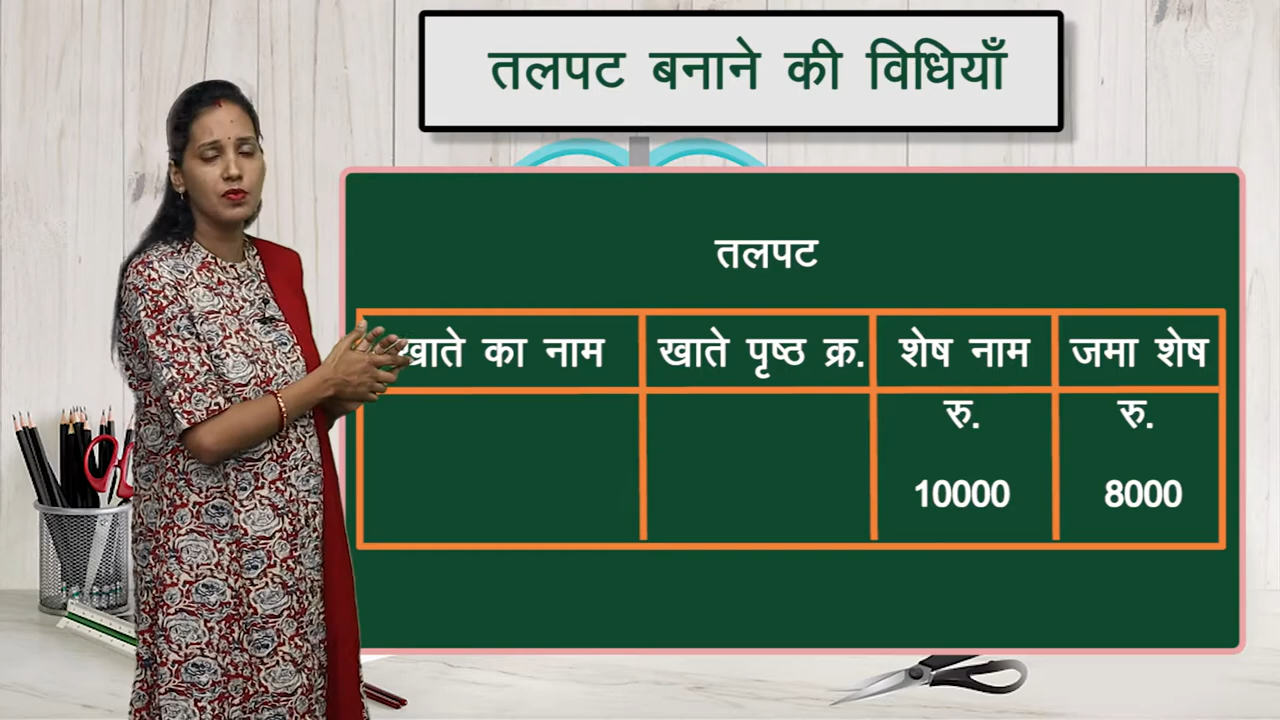 तलपट बनाने की विधियाँ
तलपट
खाते का नाम खाते पृष्ठ क्र. शेष नाम जमा शेष
रु. रु.
10000 8000